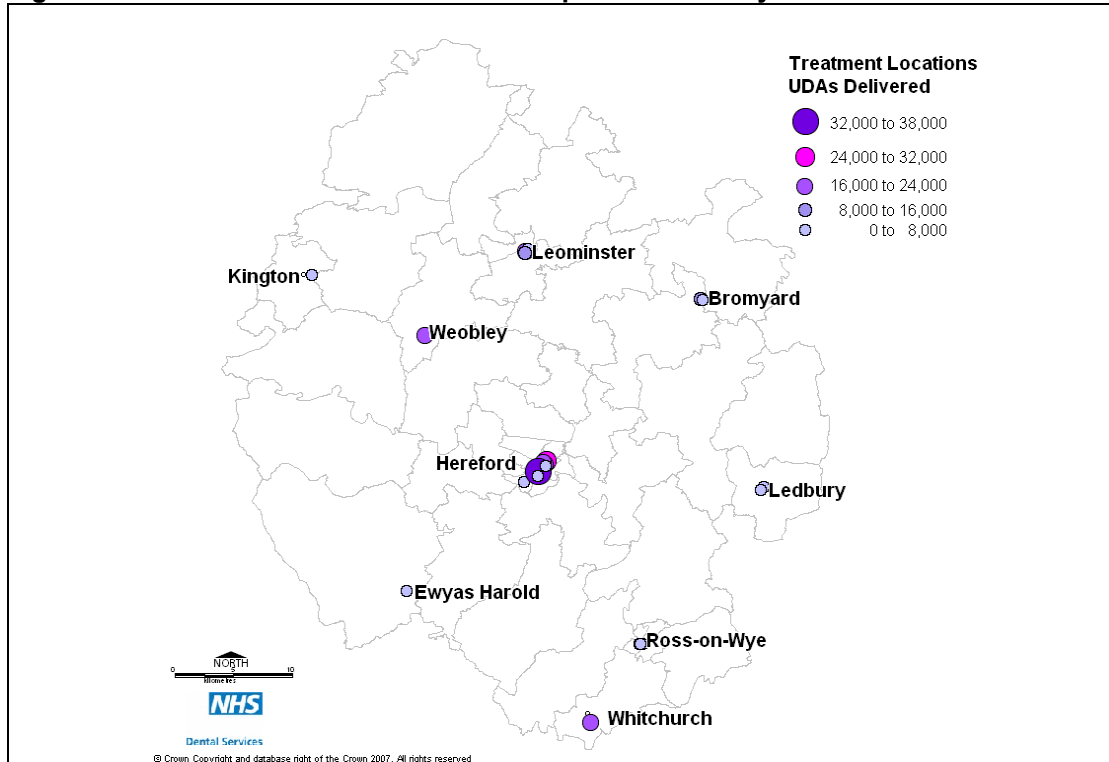 Treatment Locations
UDAs Delivered
32,000 to 38,000
24,000 to 32,000
16,000 to 24,000
8,000 to 16,000
0 to 8,000
Leominster
Kington
Bromyard
Weobley
Hereford
Ledbury
Ewyas Harold
Ross-on-Wye
Whitchurch
NORTH
0 5 10
kilometres
NHS
Dental Services
© Crown Copyright and database right of the Crown 2007. All rights reserved